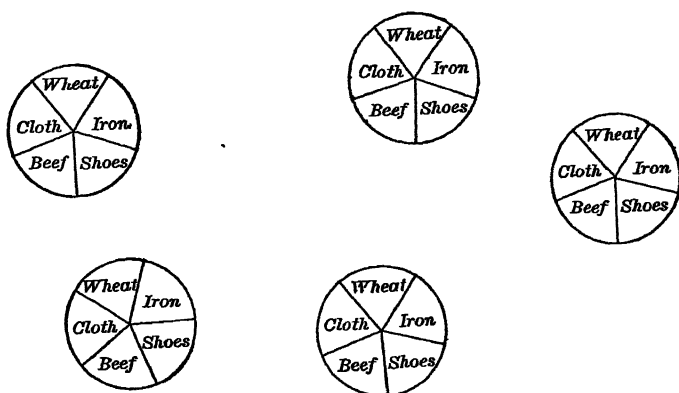 Wheat
Cloth Iron
Beef Shoes
Wheat
Cloth Iron.
Beef Shoes
Wheat
Cloth Iron
Beef Shoes
Wheat Iron
Cloth Shoes
Beef
Wheat
Cloth Iron
Beef Shoes